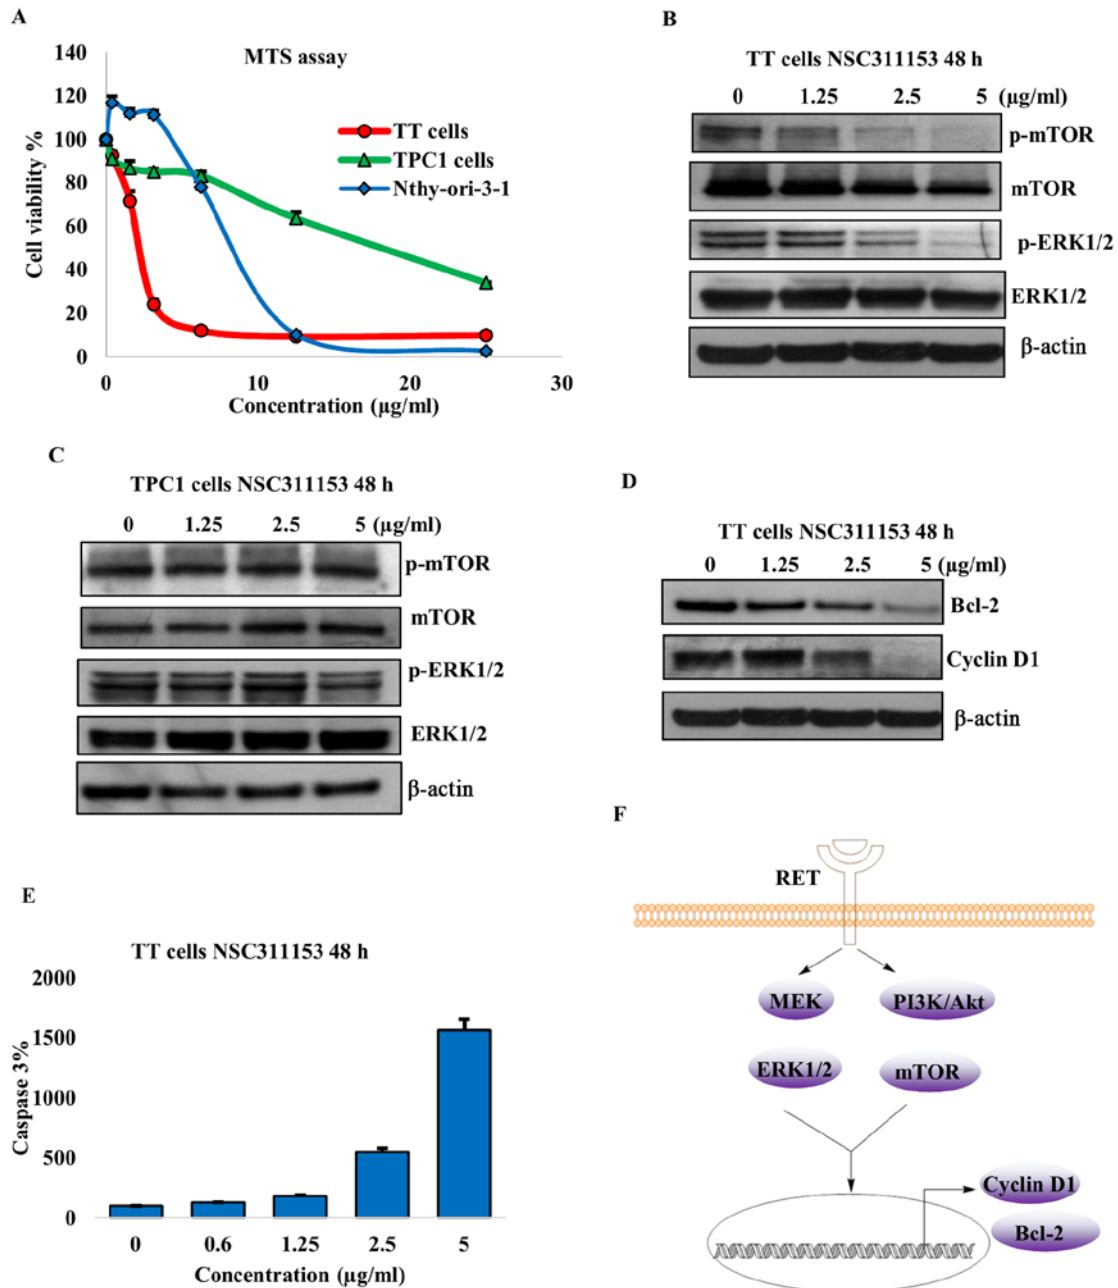 A
MTS assay
140
120
100
80
60
40
20
0
Cell viability %
TT cells
TPC1 cells
Nthy-ori-3-1
0 10 20 30
Concentration (µg/ml)
B
TT cells NSC311153 48 h
0 1.25 2.5 5 (µg/ml)
p-mTOR
mTOR
p-ERK1/2
ERK1/2
β-actin
C
TPC1 cells NSC311153 48 h
0 1.25 2.5 5 (µg/ml)
p-mTOR
mTOR
p-ERK1/2
ERK1/2
β-actin
D
TT cells NSC311153 48 h
0 1.25 2.5 5 (µg/ml)
Bcl-2
Cyclin D1
β-actin
E
TT cells NSC311153 48 h
2000
1500
1000
500
0
Caspase 3%
0 0.6 1.25 2.5 5
Concentration (µg/ml)
F
RET
MEK PI3K/Akt
ERK1/2 mTOR
Cyclin D1
Bcl-2